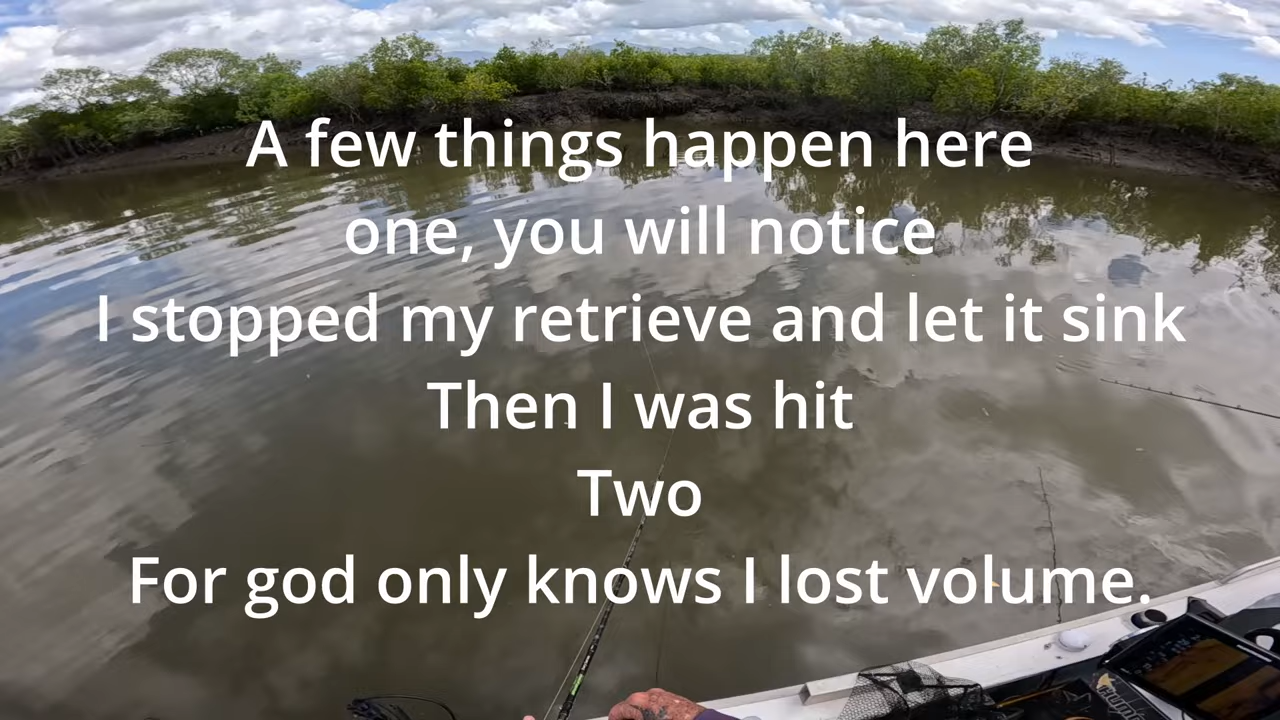 A few things happen here
one, you will notice
I stopped my retrieve and let it sink
Then I was hit
Two
For god only knows I lost volume.